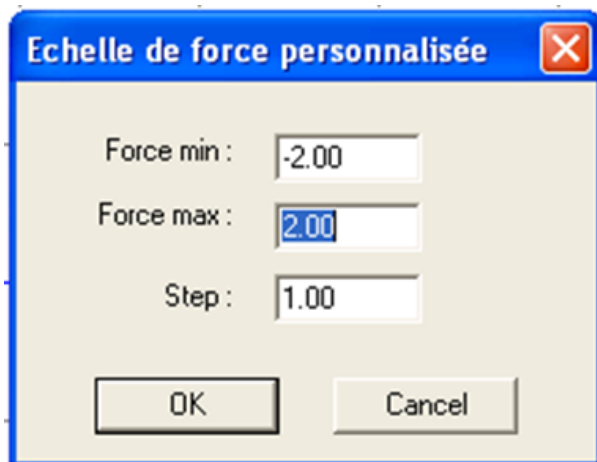 Echelle de force personnalisée
Force min : -2.00
Force max : 2.00
Step : 1.00
OK Cancel